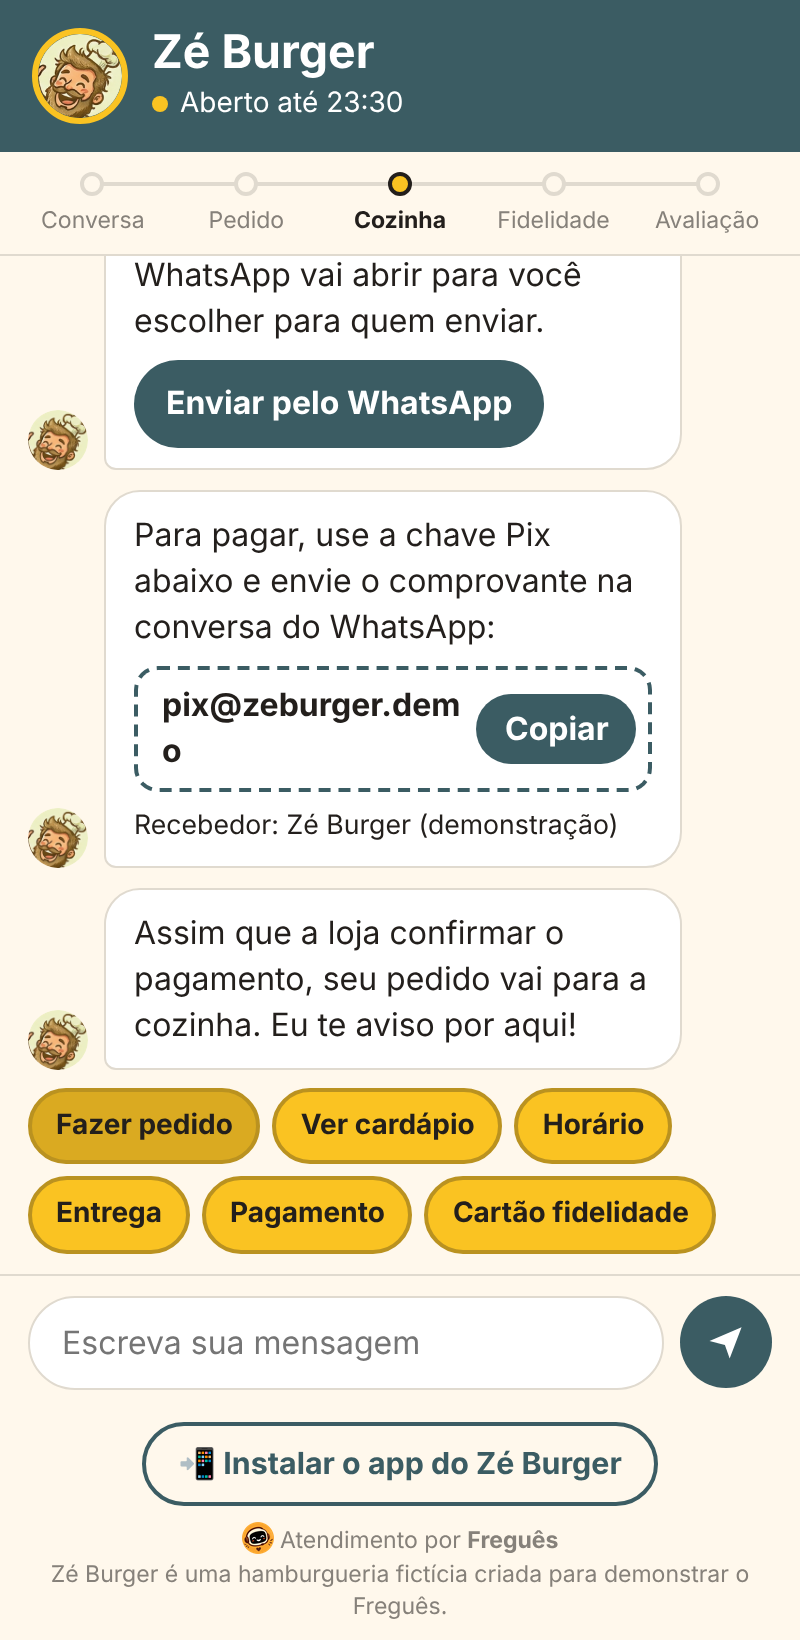 Zé Burger
Aberto até 23:30
Conversa
Pedido
Cozinha
Fidelidade
Avaliação
WhatsApp vai abrir para você
escolher para quem enviar.
Enviar pelo WhatsApp
Para pagar, use a chave Pix
abaixo e envie o comprovante na
conversa do WhatsApp:
pix@zeburger.dem
o
Copiar
Recebedor: Zé Burger (demonstração)
Assim que a loja confirmar o
pagamento, seu pedido vai para a
cozinha. Eu te aviso por aqui!
Fazer pedido
Ver cardápio
Horário
Entrega
Pagamento
Cartão fidelidade
Escreva sua mensagem
Instalar o app do Zé Burger
Atendimento por Freguês
Zé Burger é uma hamburgueria fictícia criada para demonstrar o
Freguês.